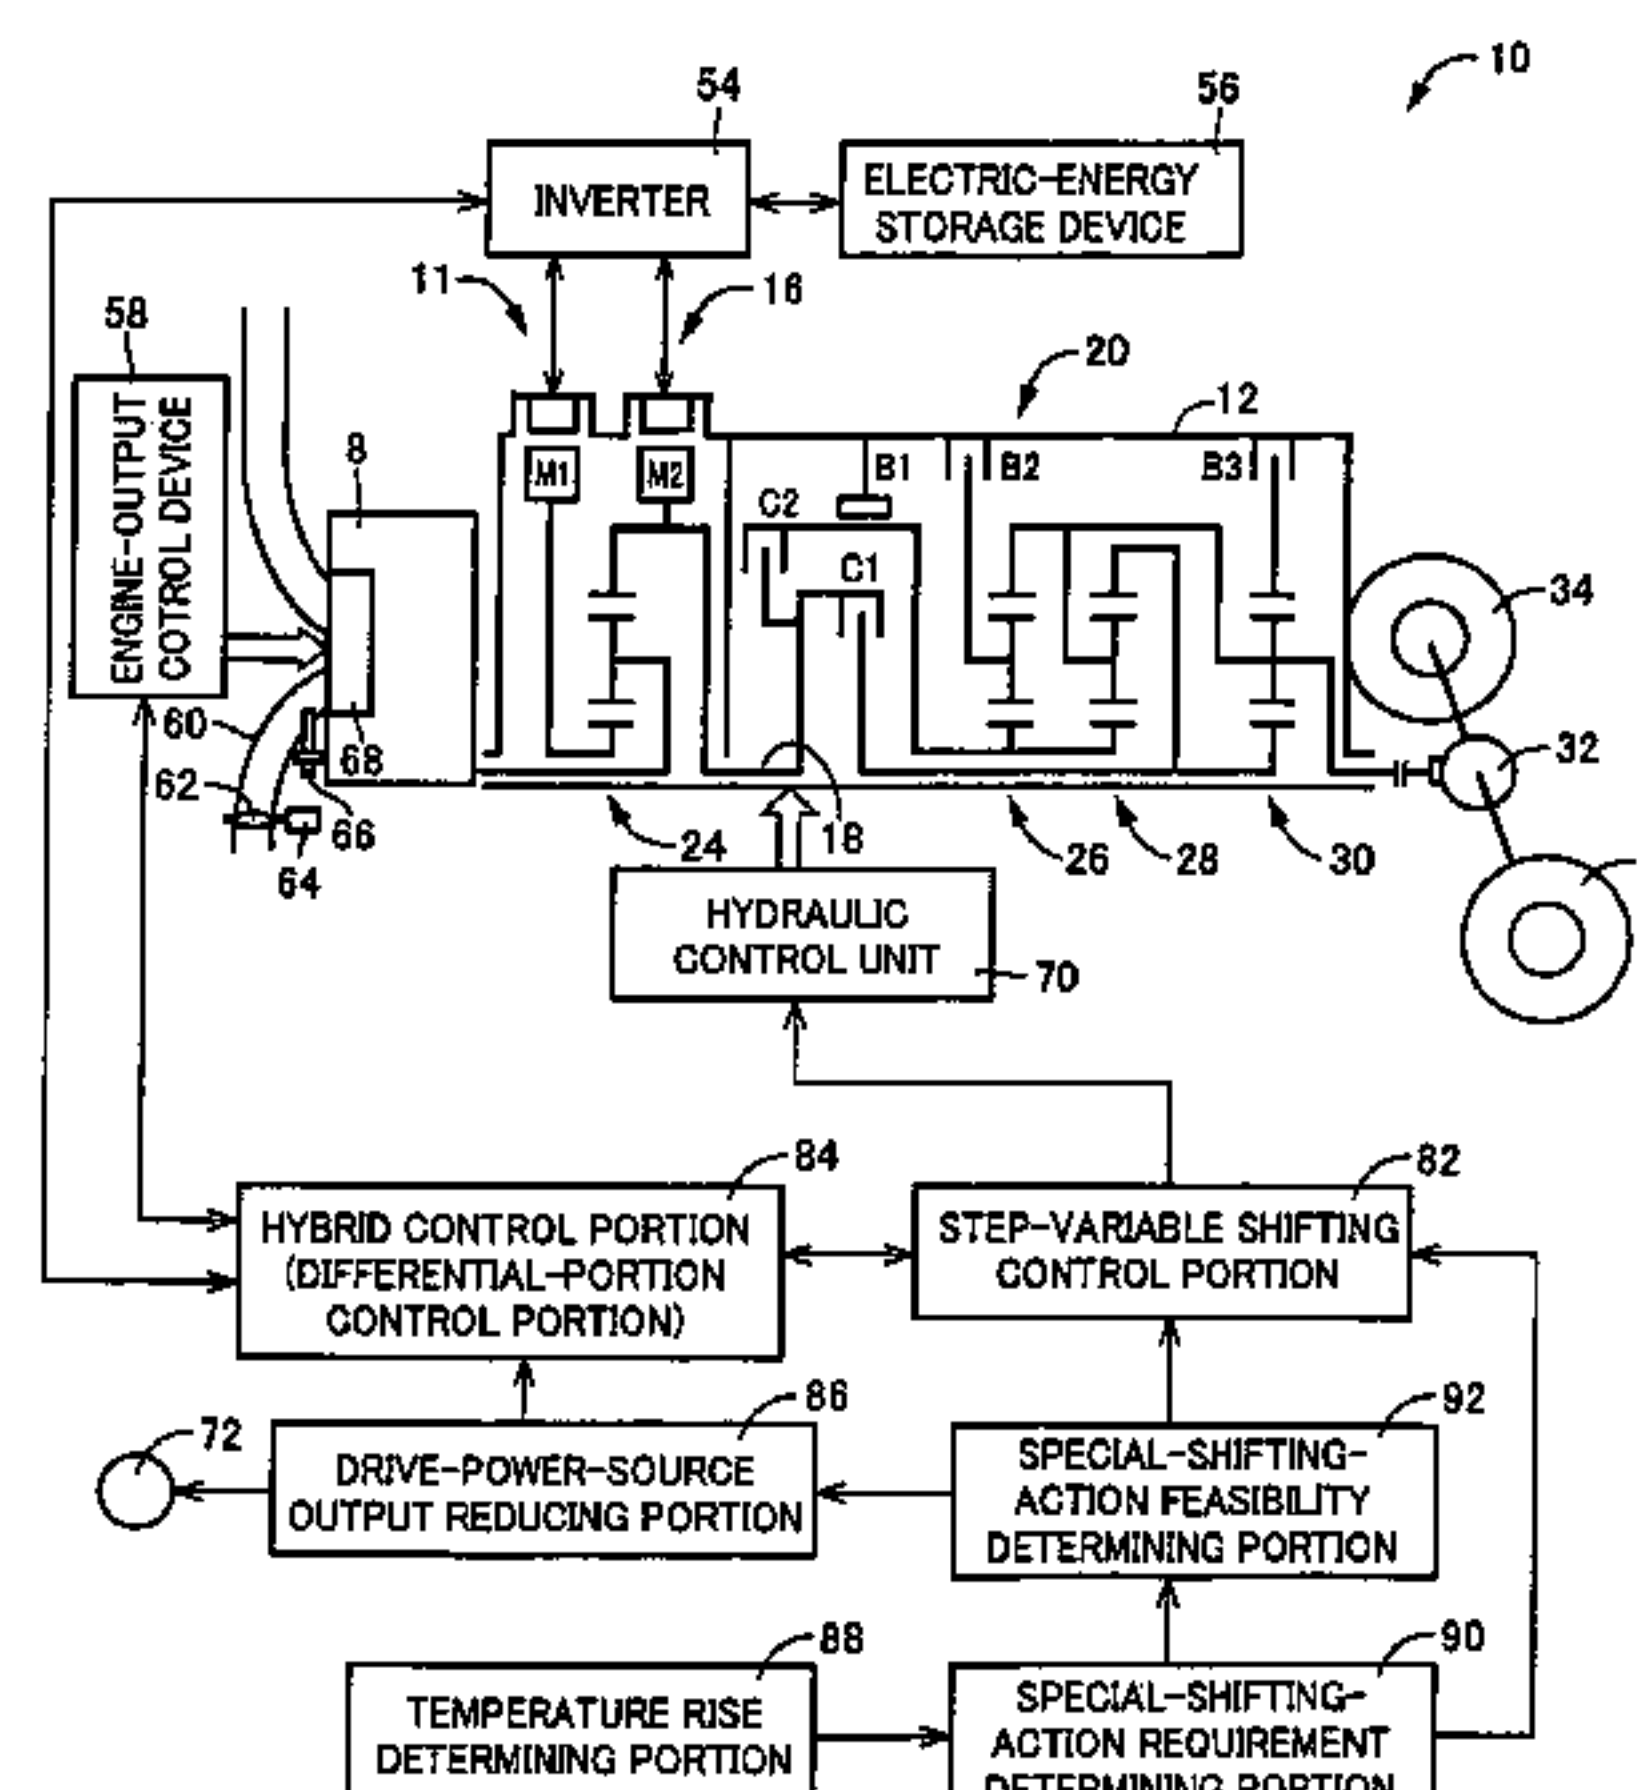 10
54
56
INVERTER
ELECTRIC-ENERGY
STORAGE DEVICE
11
16
58
ENGINE-OUTPUT
COTROL DEVICE
20
12
8
M1
M2
B1
B2
B3
C2
C1
34
60
68
62
66
64
18
24
26
28
30
32
HYDRAULIC
CONTROL UNIT
70
84
82
HYBRID CONTROL PORTION
(DIFFERENTIAL-PORTION
CONTROL PORTION)
STEP-VARIABLE SHIFTING
CONTROL PORTION
86
92
72
DRIVE-POWER-SOURCE
OUTPUT REDUCING PORTION
SPECIAL-SHIFTING-
ACTION FEASIBILITY
DETERMINING PORTION
88
90
TEMPERATURE RISE
DETERMINING PORTION
SPECIAL-SHIFTING-
ACTION REQUIREMENT
DETERMINING PORTION